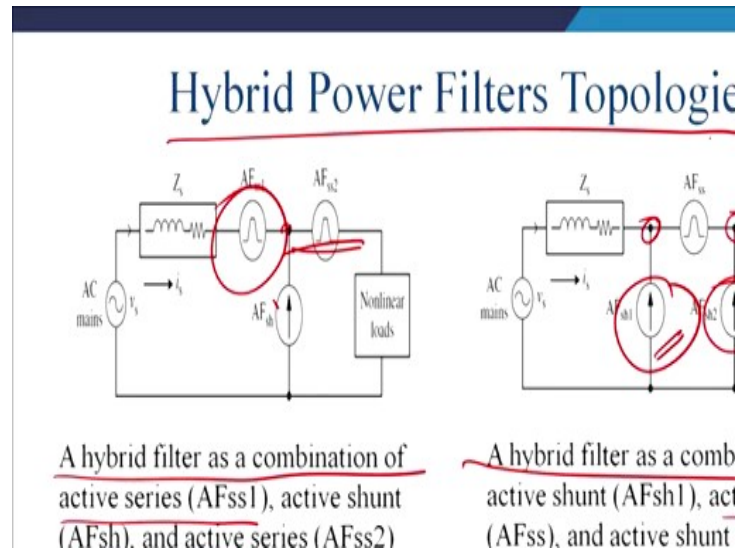 Hybrid Power Filters Topologie
Zs
AFss2
AFsh
AC
mains
vs
is
Nonlinear
loads
Zs
AFss
AC
mains
vs
is
AFsh1
AFsh2
A hybrid filter as a combination of
active series (AFss1), active shunt
(AFsh), and active series (AFss2)
A hybrid filter as a comb
active shunt (AFsh1), act
(AFss), and active shunt